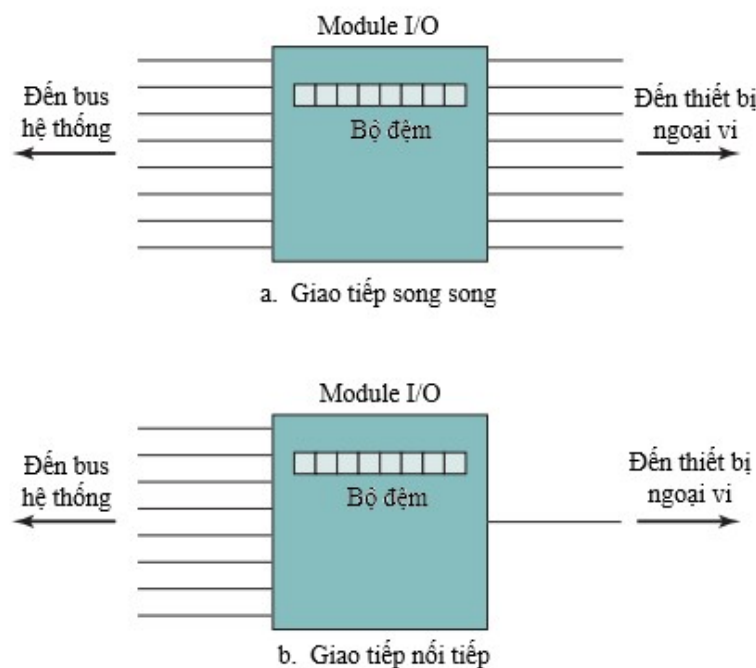 Module I/O
Đến bus
hệ thống
Bộ đệm
Đến thiết bị
ngoại vi
a. Giao tiếp song song
Module I/O
Đến bus
hệ thống
Bộ đệm
Đến thiết bị
ngoại vi
b. Giao tiếp nối tiếp